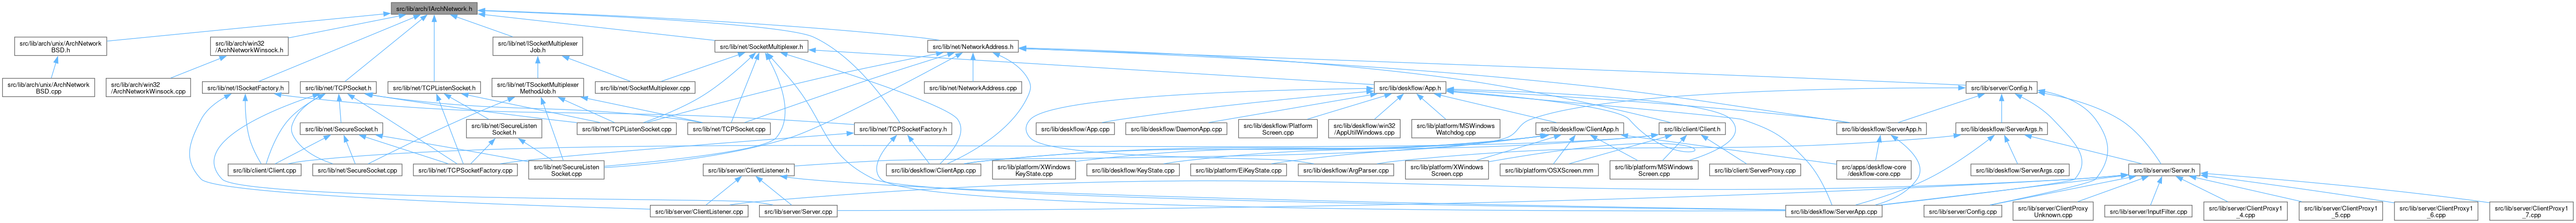 src/lib/arch/IArchNetwork.h
src/lib/arch/unix/ArchNetwork
BSD.h
src/lib/arch/win32
/ArchNetworkWinsock.h
src/lib/net/ISocketMultiplexer
Job.h
src/lib/net/SocketMultiplexer.h
src/lib/net/NetworkAddress.h
src/lib/arch/unix/ArchNetwork
BSD.cpp
src/lib/arch/win32
/ArchNetworkWinsock.cpp
src/lib/net/ISocketFactory.h
src/lib/net/TCPSocket.h
src/lib/net/TCPListenSocket.h
src/lib/net/TSocketMultiplexer
MethodJob.h
src/lib/net/SocketMultiplexer.cpp
src/lib/net/NetworkAddress.cpp
src/lib/deskflow/App.h
src/lib/server/Config.h
src/lib/net/SecureSocket.h
src/lib/net/SecureListen
Socket.h
src/lib/net/TCPListenSocket.cpp
src/lib/net/TCPSocket.cpp
src/lib/net/TCPSocketFactory.h
src/lib/deskflow/App.cpp
src/lib/deskflow/DaemonApp.cpp
src/lib/deskflow/Platform
Screen.cpp
src/lib/deskflow/win32
/AppUtilWindows.cpp
src/lib/platform/MSWindows
Watchdog.cpp
src/lib/deskflow/ClientApp.h
src/lib/client/Client.h
src/lib/deskflow/ServerApp.h
src/lib/deskflow/ServerArgs.h
src/lib/client/Client.cpp
src/lib/net/SecureSocket.cpp
src/lib/net/TCPSocketFactory.cpp
src/lib/net/SecureListen
Socket.cpp
src/lib/server/ClientListener.h
src/lib/deskflow/ClientApp.cpp
src/lib/platform/XWindows
KeyState.cpp
src/lib/deskflow/KeyState.cpp
src/lib/platform/EiKeyState.cpp
src/lib/deskflow/ArgParser.cpp
src/lib/platform/XWindows
Screen.cpp
src/lib/platform/OSXScreen.mm
src/lib/platform/MSWindows
Screen.cpp
src/lib/client/ServerProxy.cpp
src/apps/deskflow-core
/deskflow-core.cpp
src/lib/deskflow/ServerArgs.cpp
src/lib/server/Server.h
src/lib/server/ClientListener.cpp
src/lib/server/Server.cpp
src/lib/deskflow/ServerApp.cpp
src/lib/server/Config.cpp
src/lib/server/ClientProxy
Unknown.cpp
src/lib/server/InputFilter.cpp
src/lib/server/ClientProxy1
_4.cpp
src/lib/server/ClientProxy1
_5.cpp
src/lib/server/ClientProxy1
_6.cpp
src/lib/server/ClientProxy1
_7.cpp